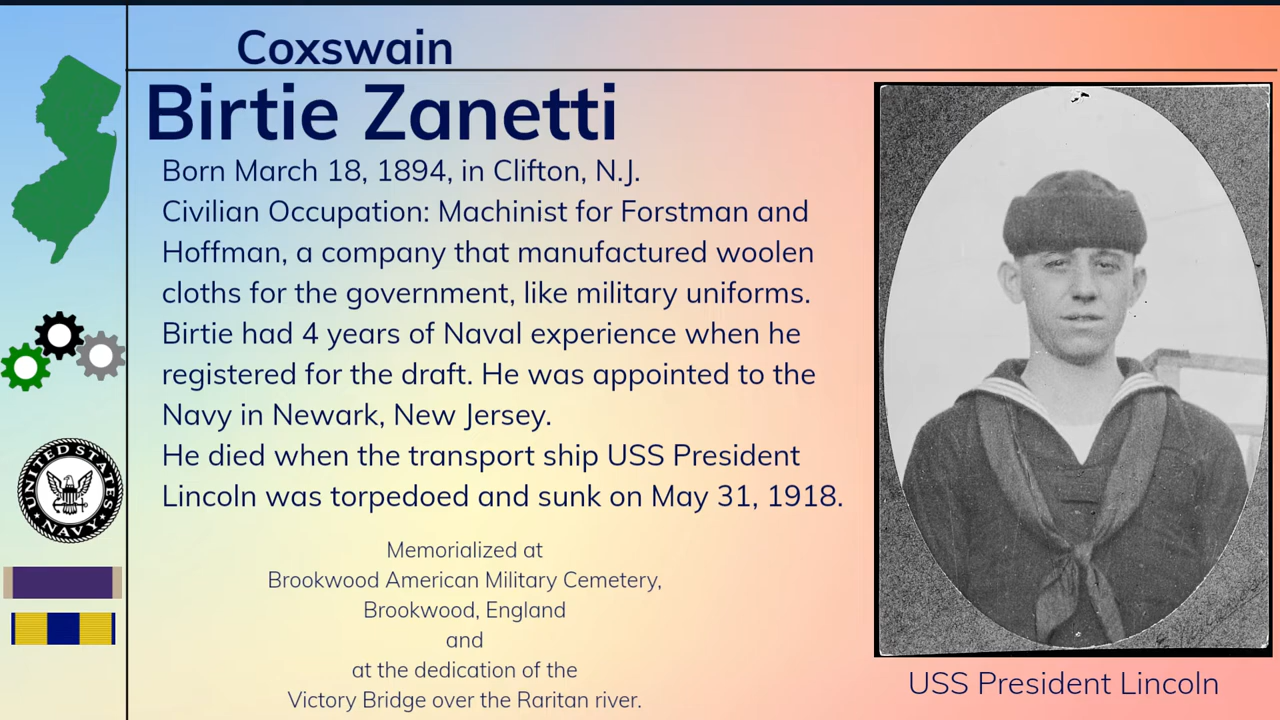 Coxswain
Birtie Zanetti
Born March 18, 1894, in Clifton, N.J.
Civilian Occupation: Machinist for Forstman and
Hoffman, a company that manufactured woolen
cloths for the government, like military uniforms.
Birtie had 4 years of Naval experience when he
registered for the draft. He was appointed to the
Navy in Newark, New Jersey.
He died when the transport ship USS President
Lincoln was torpedoed and sunk on May 31, 1918.
Memorialized at
Brookwood American Military Cemetery,
Brookwood, England
and
at the dedication of the
Victory Bridge over the Raritan river.
USS President Lincoln
UNITED STATES
NAVY